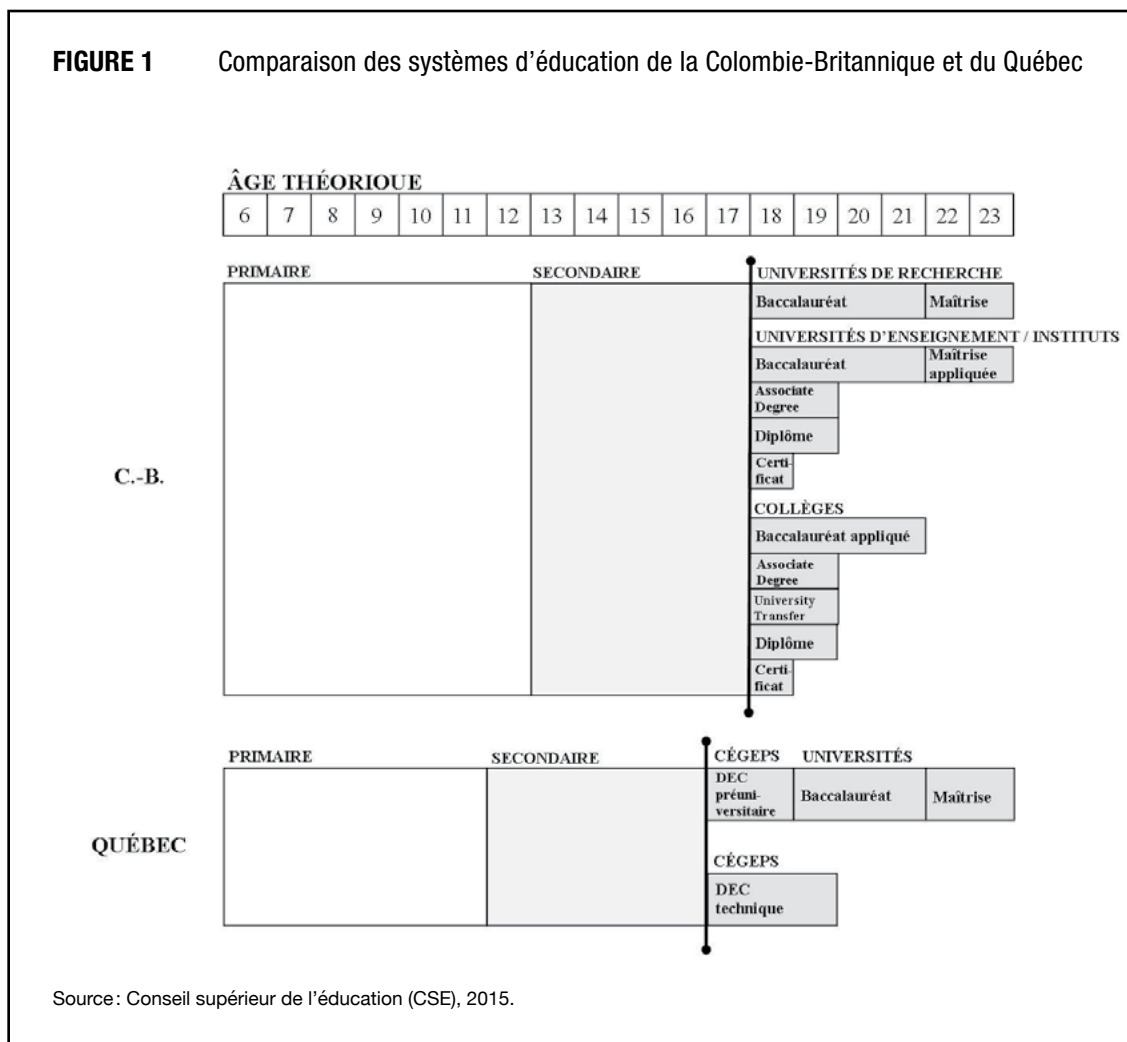 FIGURE 1 Comparaison des systèmes d'éducation de la Colombie-Britannique et du Québec
ÂGE THÉORIQUE
6 7 8 9 10 11 12 13 14 15 16 17 18 19 20 21 22 23
PRIMAIRE SECONDAIRE UNIVERSITÉS DE RECHERCHE
Baccalauréat Maîtrise
UNIVERSITÉS D'ENSEIGNEMENT / INSTITUTS
Baccalauréat Maîtrise
appliquée
Associate
Degree
Diplôme
Certi-
ficat
C.-B.
COLLÈGES
Baccalauréat appliqué
Associate
Degree
University
Transfer
Diplôme
Certi-
ficat
PRIMAIRE SECONDAIRE CÉGEPS UNIVERSITÉS
DEC
préuni-
versitaire
Baccalauréat Maîtrise
QUÉBEC
CÉGEPS
DEC
technique
Source : Conseil supérieur de l'éducation (CSE), 2015.